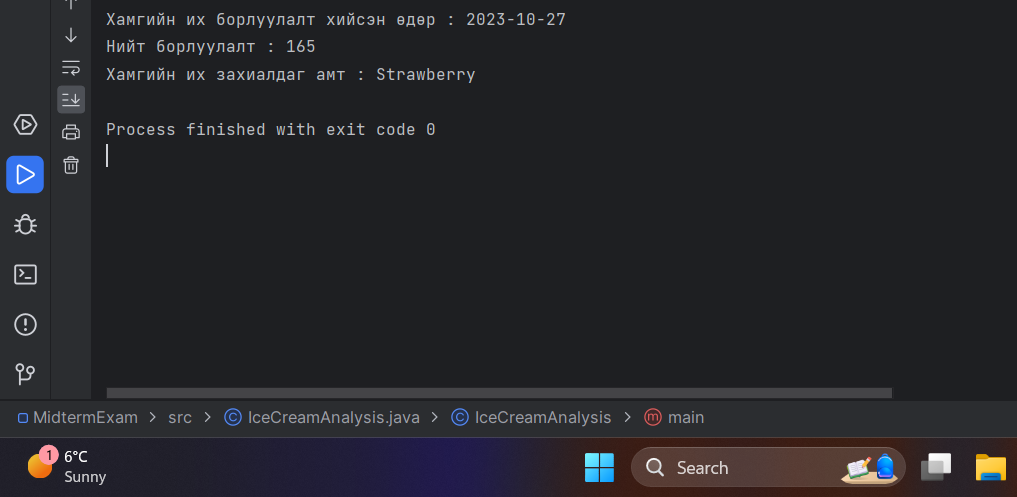 Хамгийн их борлуулалт хийсэн өдөр : 2023-10-27
Нийт борлуулалт : 165
Хамгийн их захиалдаг амт : Strawberry
Process finished with exit code 0
MidtermExam > src > IceCreamAnalysis.java > IceCreamAnalysis > main
1
6°C
Sunny
Search